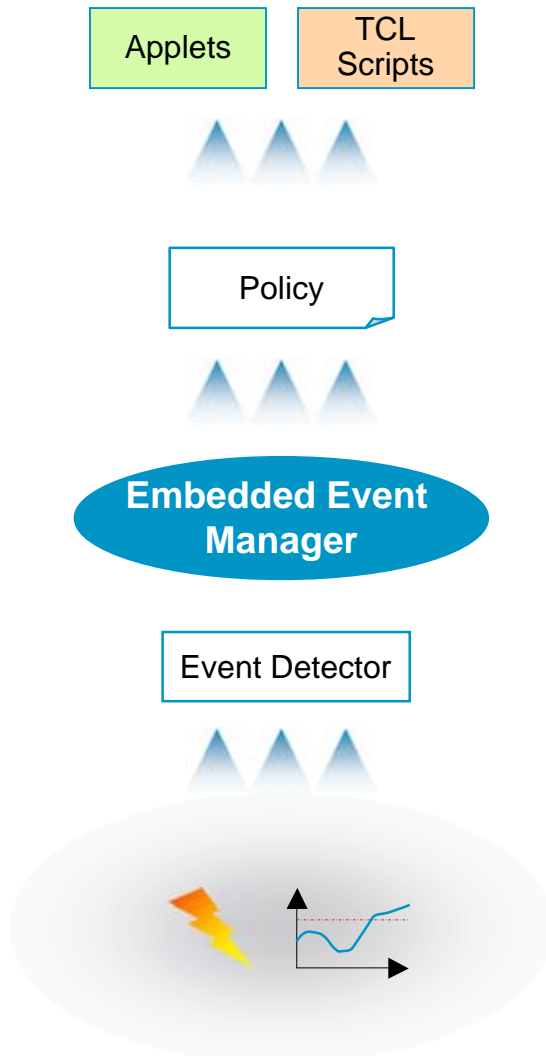 Applets
TCL
Scripts
Policy
Embedded Event
Manager
Event Detector